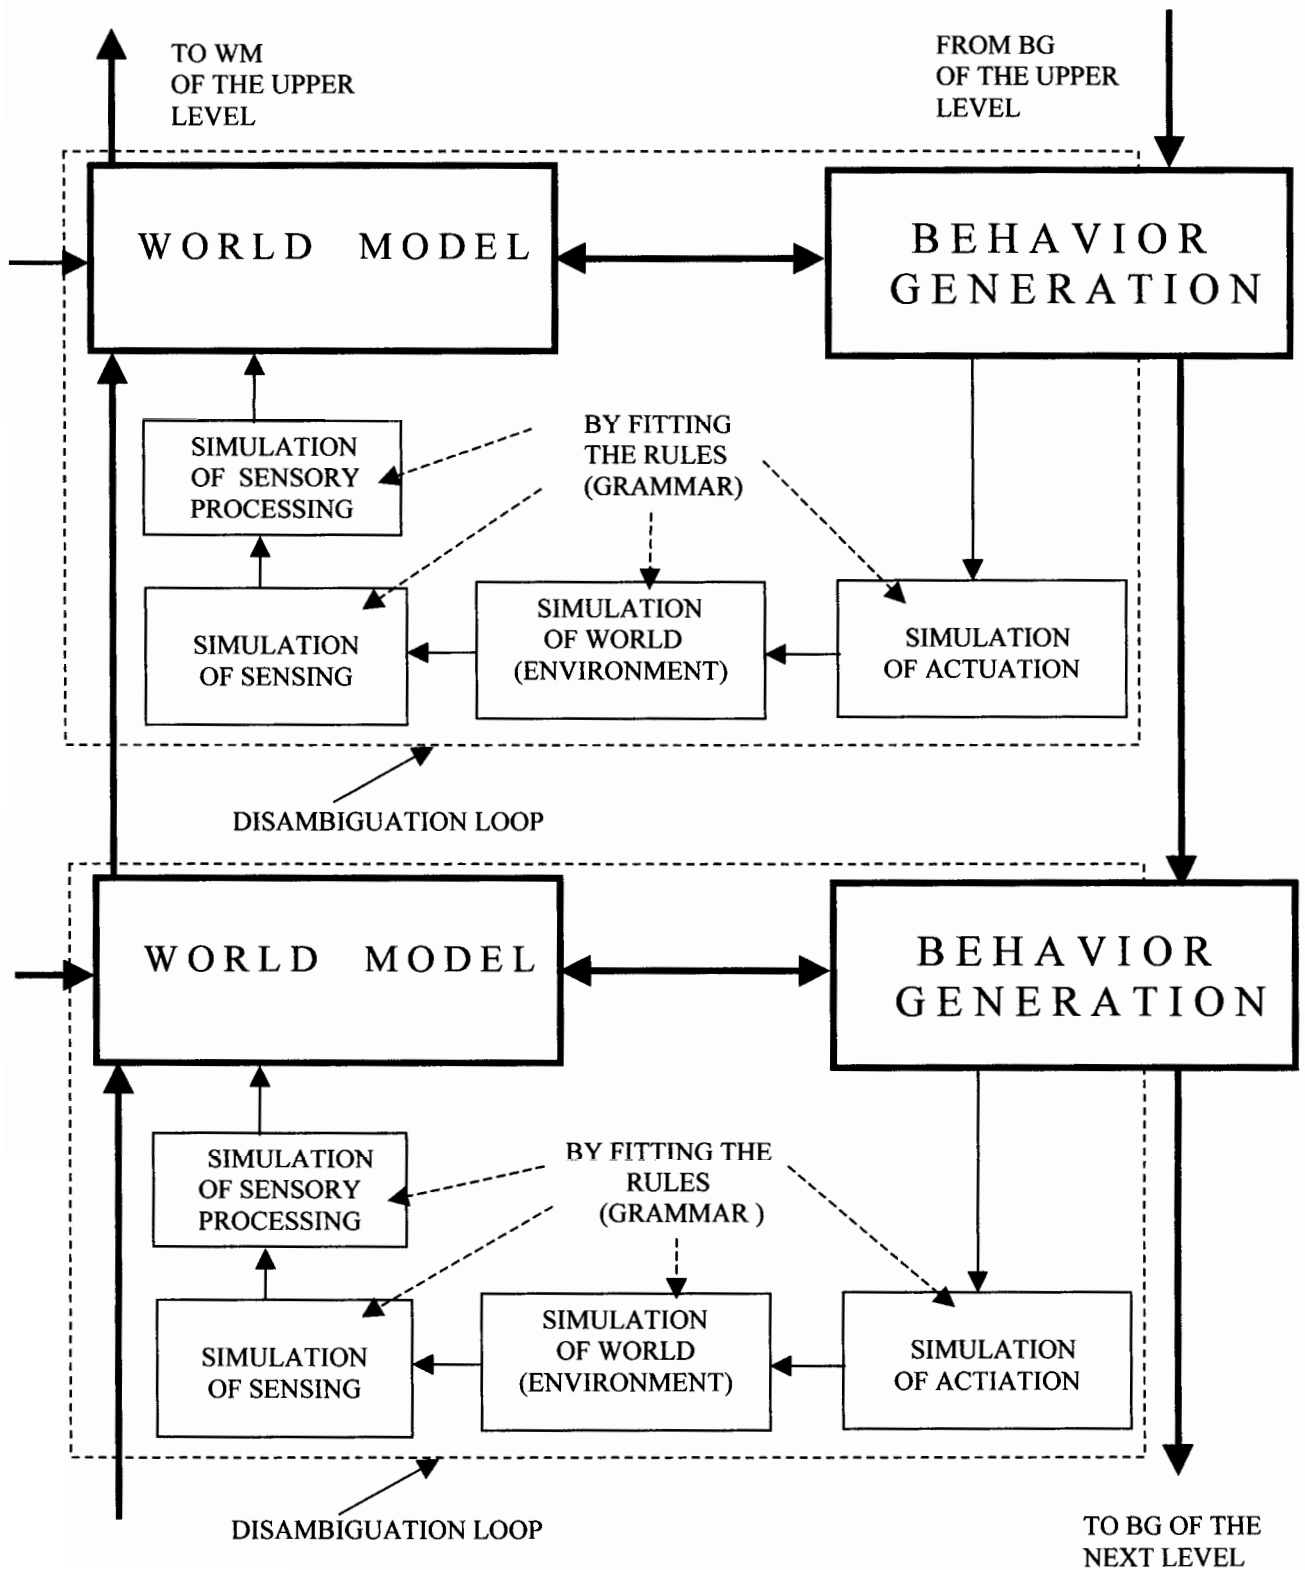 TO WM
OF THE UPPER
LEVEL
FROM BG
OF THE UPPER
LEVEL
WORLD MODEL
BEHAVIOR
GENERATION
SIMULATION
OF SENSORY
PROCESSING
BY FITTING
THE RULES
(GRAMMAR)
SIMULATION
OF SENSING
SIMULATION
OF WORLD
(ENVIRONMENT)
SIMULATION
OF ACTUATION
DISAMBIGUATION LOOP
WORLD MODEL
BEHAVIOR
GENERATION
SIMULATION
OF SENSORY
PROCESSING
BY FITTING THE
RULES
(GRAMMAR )
SIMULATION
OF SENSING
SIMULATION
OF WORLD
(ENVIRONMENT)
SIMULATION
OF ACTIATION
DISAMBIGUATION LOOP
TO BG OF THE
NEXT LEVEL